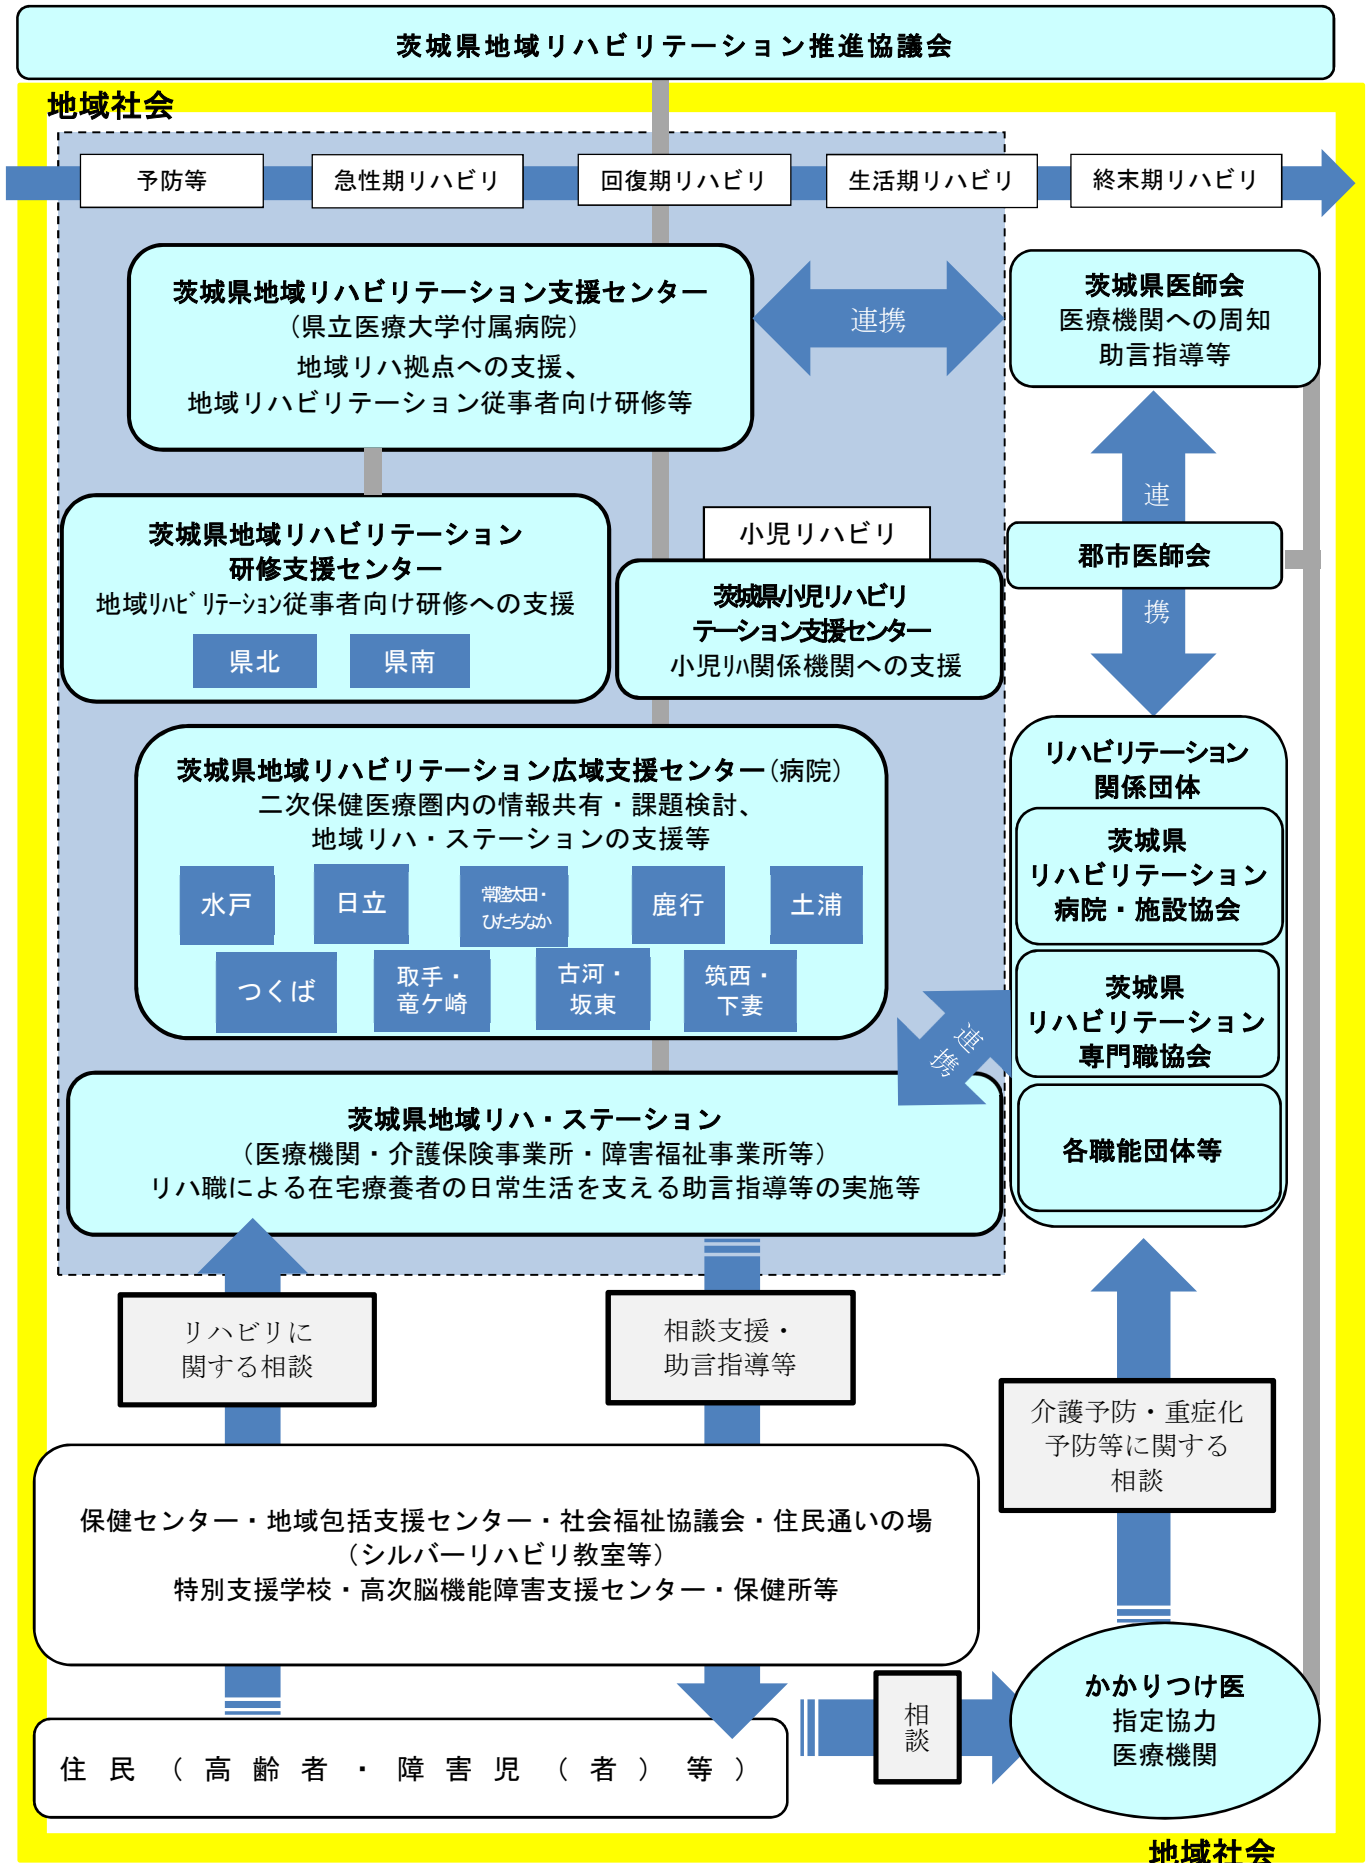 茨城県地域リハビリテーション推進協議会
地域社会
予防等
急性期リハビリ
回復期リハビリ
生活期リハビリ
終末期リハビリ
茨城県地域リハビリテーション支援センター
（県立医療大学付属病院）
地域リハ拠点への支援、
地域リハビリテーション従事者向け研修等
連携
茨城県医師会
医療機関への周知
助言指導等
茨城県地域リハビリテーション
研修支援センター
地域ﾘﾊﾋﾞﾘﾃｰｼｮﾝ従事者向け研修への支援
県北
県南
小児リハビリ
茨城県小児リハビリ
テーション支援センター
小児ﾘﾊ関係機関への支援
連
郡市医師会
携
茨城県地域リハビリテーション広域支援センター(病院)
二次保健医療圏内の情報共有・課題検討、
地域リハ・ステーションの支援等
水戸
日立
常陸太田・
ひたちなか
鹿行
土浦
つくば
取手・
竜ケ崎
古河・
坂東
筑西・
下妻
リハビリテーション
関係団体
茨城県
リハビリテーション
病院・施設協会
茨城県
リハビリテーション
専門職協会
各職能団体等
連携
茨城県地域リハ・ステーション
（医療機関・介護保険事業所・障害福祉事業所等）
リハ職による在宅療養者の日常生活を支える助言指導等の実施等
リハビリに
関する相談
相談支援・
助言指導等
介護予防・重症化
予防等に関する
相談
保健センター・地域包括支援センター・社会福祉協議会・住民通いの場
（シルバーリハビリ教室等）
特別支援学校・高次脳機能障害支援センター・保健所等
住民（高齢者・障害児（者）等）
相談
かかりつけ医
指定協力
医療機関
地域社会